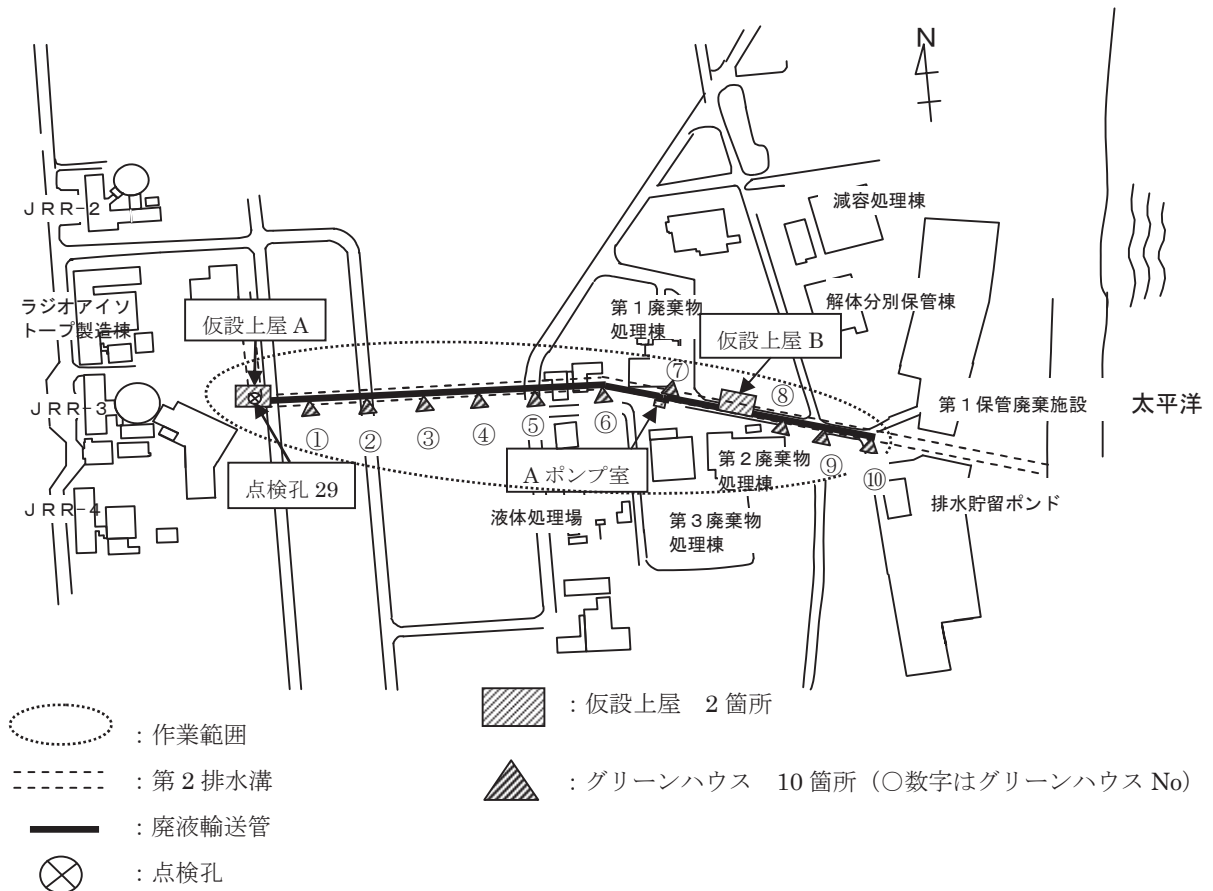 N
JRR-2
減容処理棟
ラジオアイソ
トープ製造棟
仮設上屋 A
第1廃棄物
処理棟
解体分別保管棟
仮設上屋 B
⑦
⑧
JRR-3
第1保管廃棄施設
太平洋
①
②
③
④
⑤
⑥
点検孔 29
A ポンプ室
第2廃棄物
処理棟
⑨
⑩
JRR-4
液体処理場
第3廃棄物
処理棟
排水貯留ポンド
：作業範囲
：第2排水溝
：廃液輸送管
：点検孔
：仮設上屋　2箇所
：グリーンハウス　10箇所（○数字はグリーンハウス No）